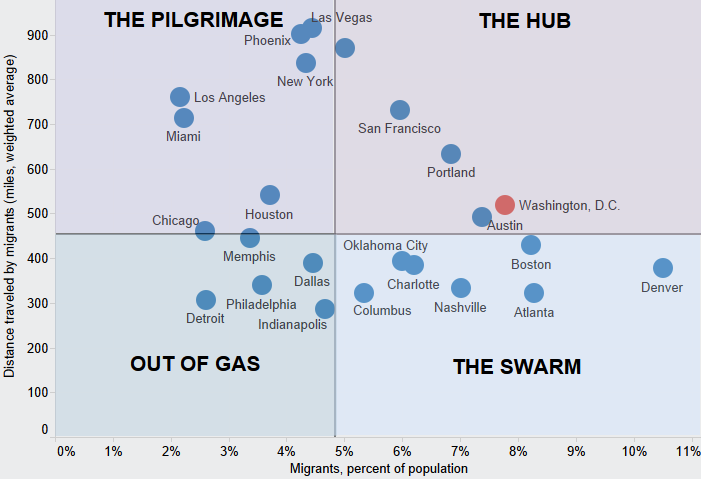 THE PILGRIMAGE
THE HUB
Las Vegas
Phoenix
New York
Los Angeles
Miami
San Francisco
Portland
Houston
Washington, D.C.
Chicago
Austin
Memphis
Oklahoma City
Boston
Dallas
Charlotte
Denver
Philadelphia
Detroit
Indianapolis
Columbus
Nashville
Atlanta
OUT OF GAS
THE SWARM
Distance traveled by migrants (miles, weighted average)
900
800
700
600
500
400
300
200
100
0
0% 1% 2% 3% 4% 5% 6% 7% 8% 9% 10% 11%
Migrants, percent of population